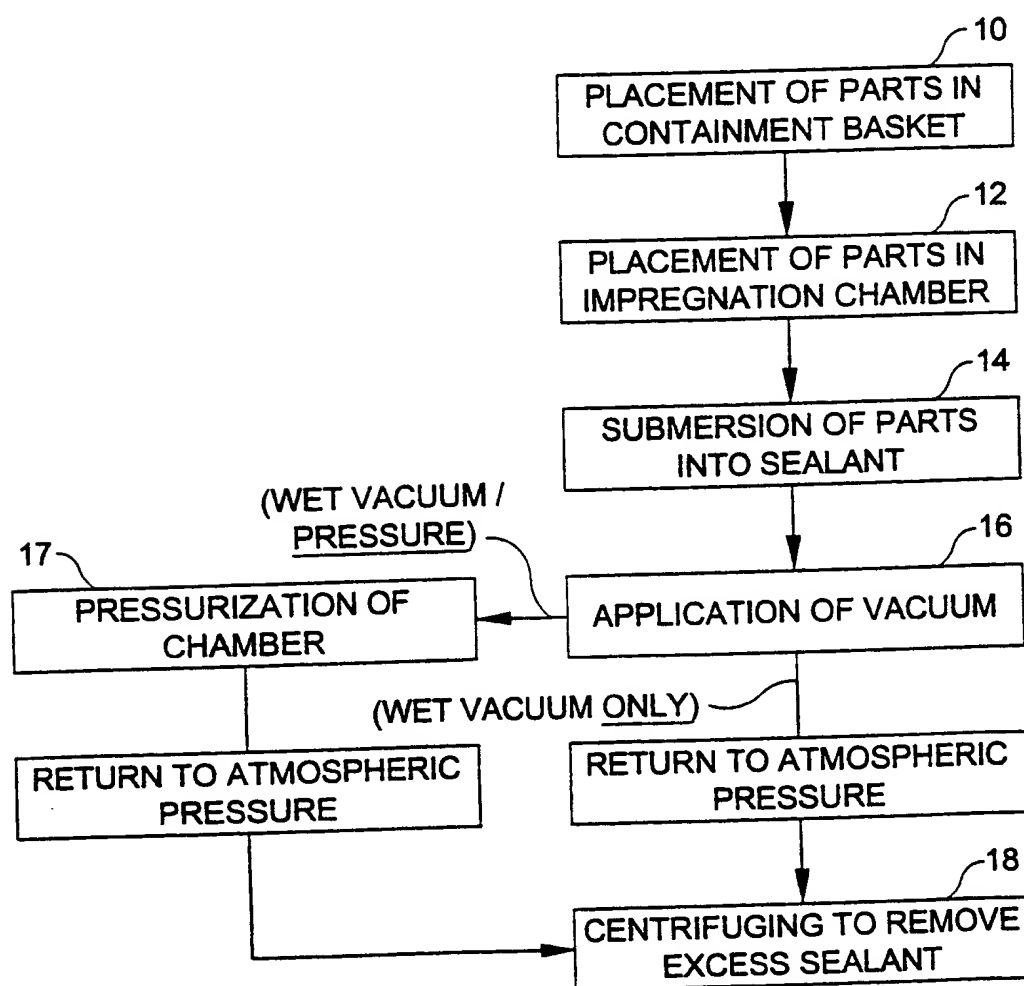 10
PLACEMENT OF PARTS IN
CONTAINMENT BASKET
12
PLACEMENT OF PARTS IN
IMPREGNATION CHAMBER
14
SUBMERSION OF PARTS
INTO SEALANT
(WET VACUUM /
PRESSURE)
16
APPLICATION OF VACUUM
17
PRESSURIZATION OF
CHAMBER
(WET VACUUM ONLY)
RETURN TO ATMOSPHERIC
PRESSURE
RETURN TO ATMOSPHERIC
PRESSURE
18
CENTRIFUGING TO REMOVE
EXCESS SEALANT